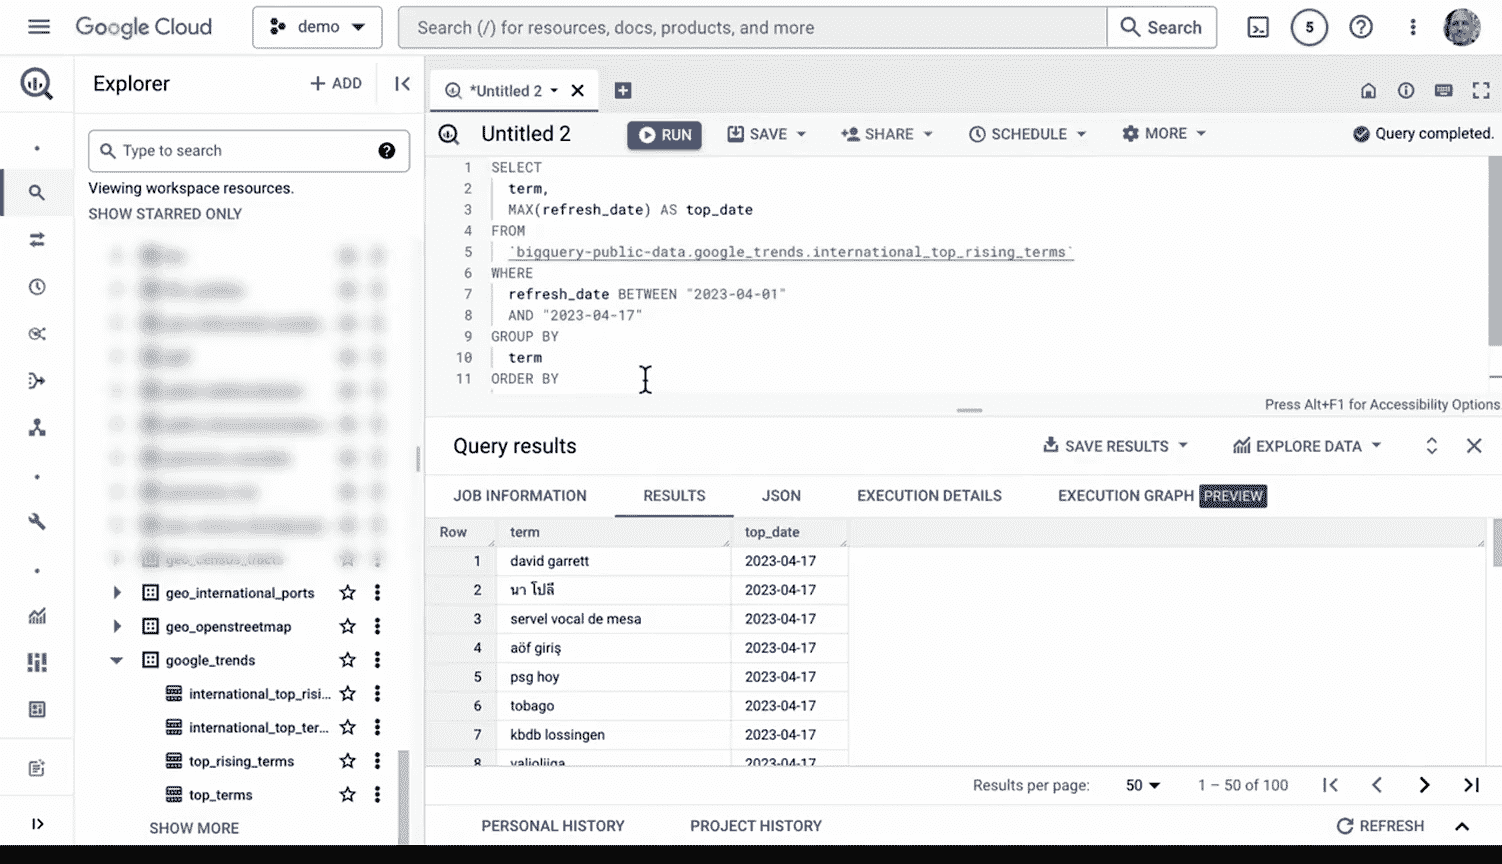 Google Cloud
demo
Search (/) for resources, docs, products, and more
Search
5
Explorer
+ ADD
*Untitled 2
Untitled 2
RUN
SAVE
SHARE
SCHEDULE
MORE
Query completed.
Type to search
Viewing workspace resources.
SHOW STARRED ONLY
1 SELECT
2 term,
3 MAX(refresh_date) AS top_date
4 FROM
5 `bigquery-public-data.google_trends.international_top_rising_terms`
6 WHERE
7 refresh_date BETWEEN "2023-04-01"
8 AND "2023-04-17"
9 GROUP BY
10 term
11 ORDER BY
Press Alt+F1 for Accessibility Options
geo_international_ports
geo_openstreetmap
google_trends
international_top_risi...
international_top_ter...
top_rising_terms
top_terms
SHOW MORE
Query results
SAVE RESULTS
EXPLORE DATA
JOB INFORMATION
RESULTS
JSON
EXECUTION DETAILS
EXECUTION GRAPH PREVIEW
Row term top_date
1 david garrett 2023-04-17
2 นา โปลี 2023-04-17
3 servel vocal de mesa 2023-04-17
4 aöf giriş 2023-04-17
5 psg hoy 2023-04-17
6 tobago 2023-04-17
7 kbdb lossingen 2023-04-17
8 valioliiga 2023-04-17
Results per page: 50 1 – 50 of 100
PERSONAL HISTORY
PROJECT HISTORY
REFRESH